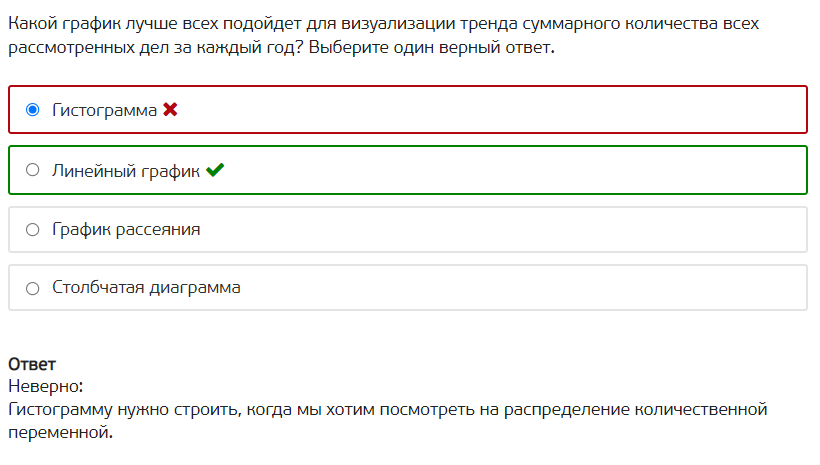 Какой график лучше всех подойдет для визуализации тренда суммарного количества всех
рассмотренных дел за каждый год? Выберите один верный ответ.
Гистограмма
Линейный график
График рассеяния
Столбчатая диаграмма
Ответ
Неверно:
Гистограмму нужно строить, когда мы хотим посмотреть на распределение количественной
переменной.